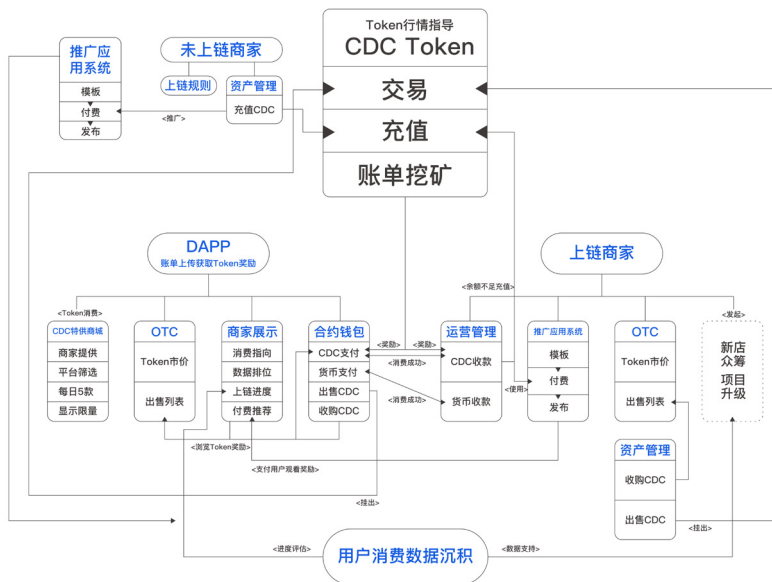 Token行情指导
CDC Token
交易
充值
账单挖矿
推广应
用系统
模板
付费
发布
未上链商家
上链规则
资产管理
充值CDC
<推广>
DAPP
账单上传获取Token奖励
上链商家
<余额不足充值>
<Token消费>
<发起>
CDC特供商城
商家提供
平台筛选
每日5款
显示限量
OTC
Token市价
出售列表
商家展示
消费指向
数据排位
上链进度
付费推荐
合约钱包
CDC支付
货币支付
出售CDC
收购CDC
<奖励>
<奖励>
<消费成功>
<消费成功>
运营管理
CDC收款
货币收款
<使用>
推广应用系统
模板
付费
发布
OTC
Token市价
出售列表
新店
众筹
项目
升级
<浏览Token奖励>
<支付用户观看奖励>
资产管理
收购CDC
出售CDC
<挂出>
<挂出>
<进度评估>
用户消费数据沉积
<数据支持>